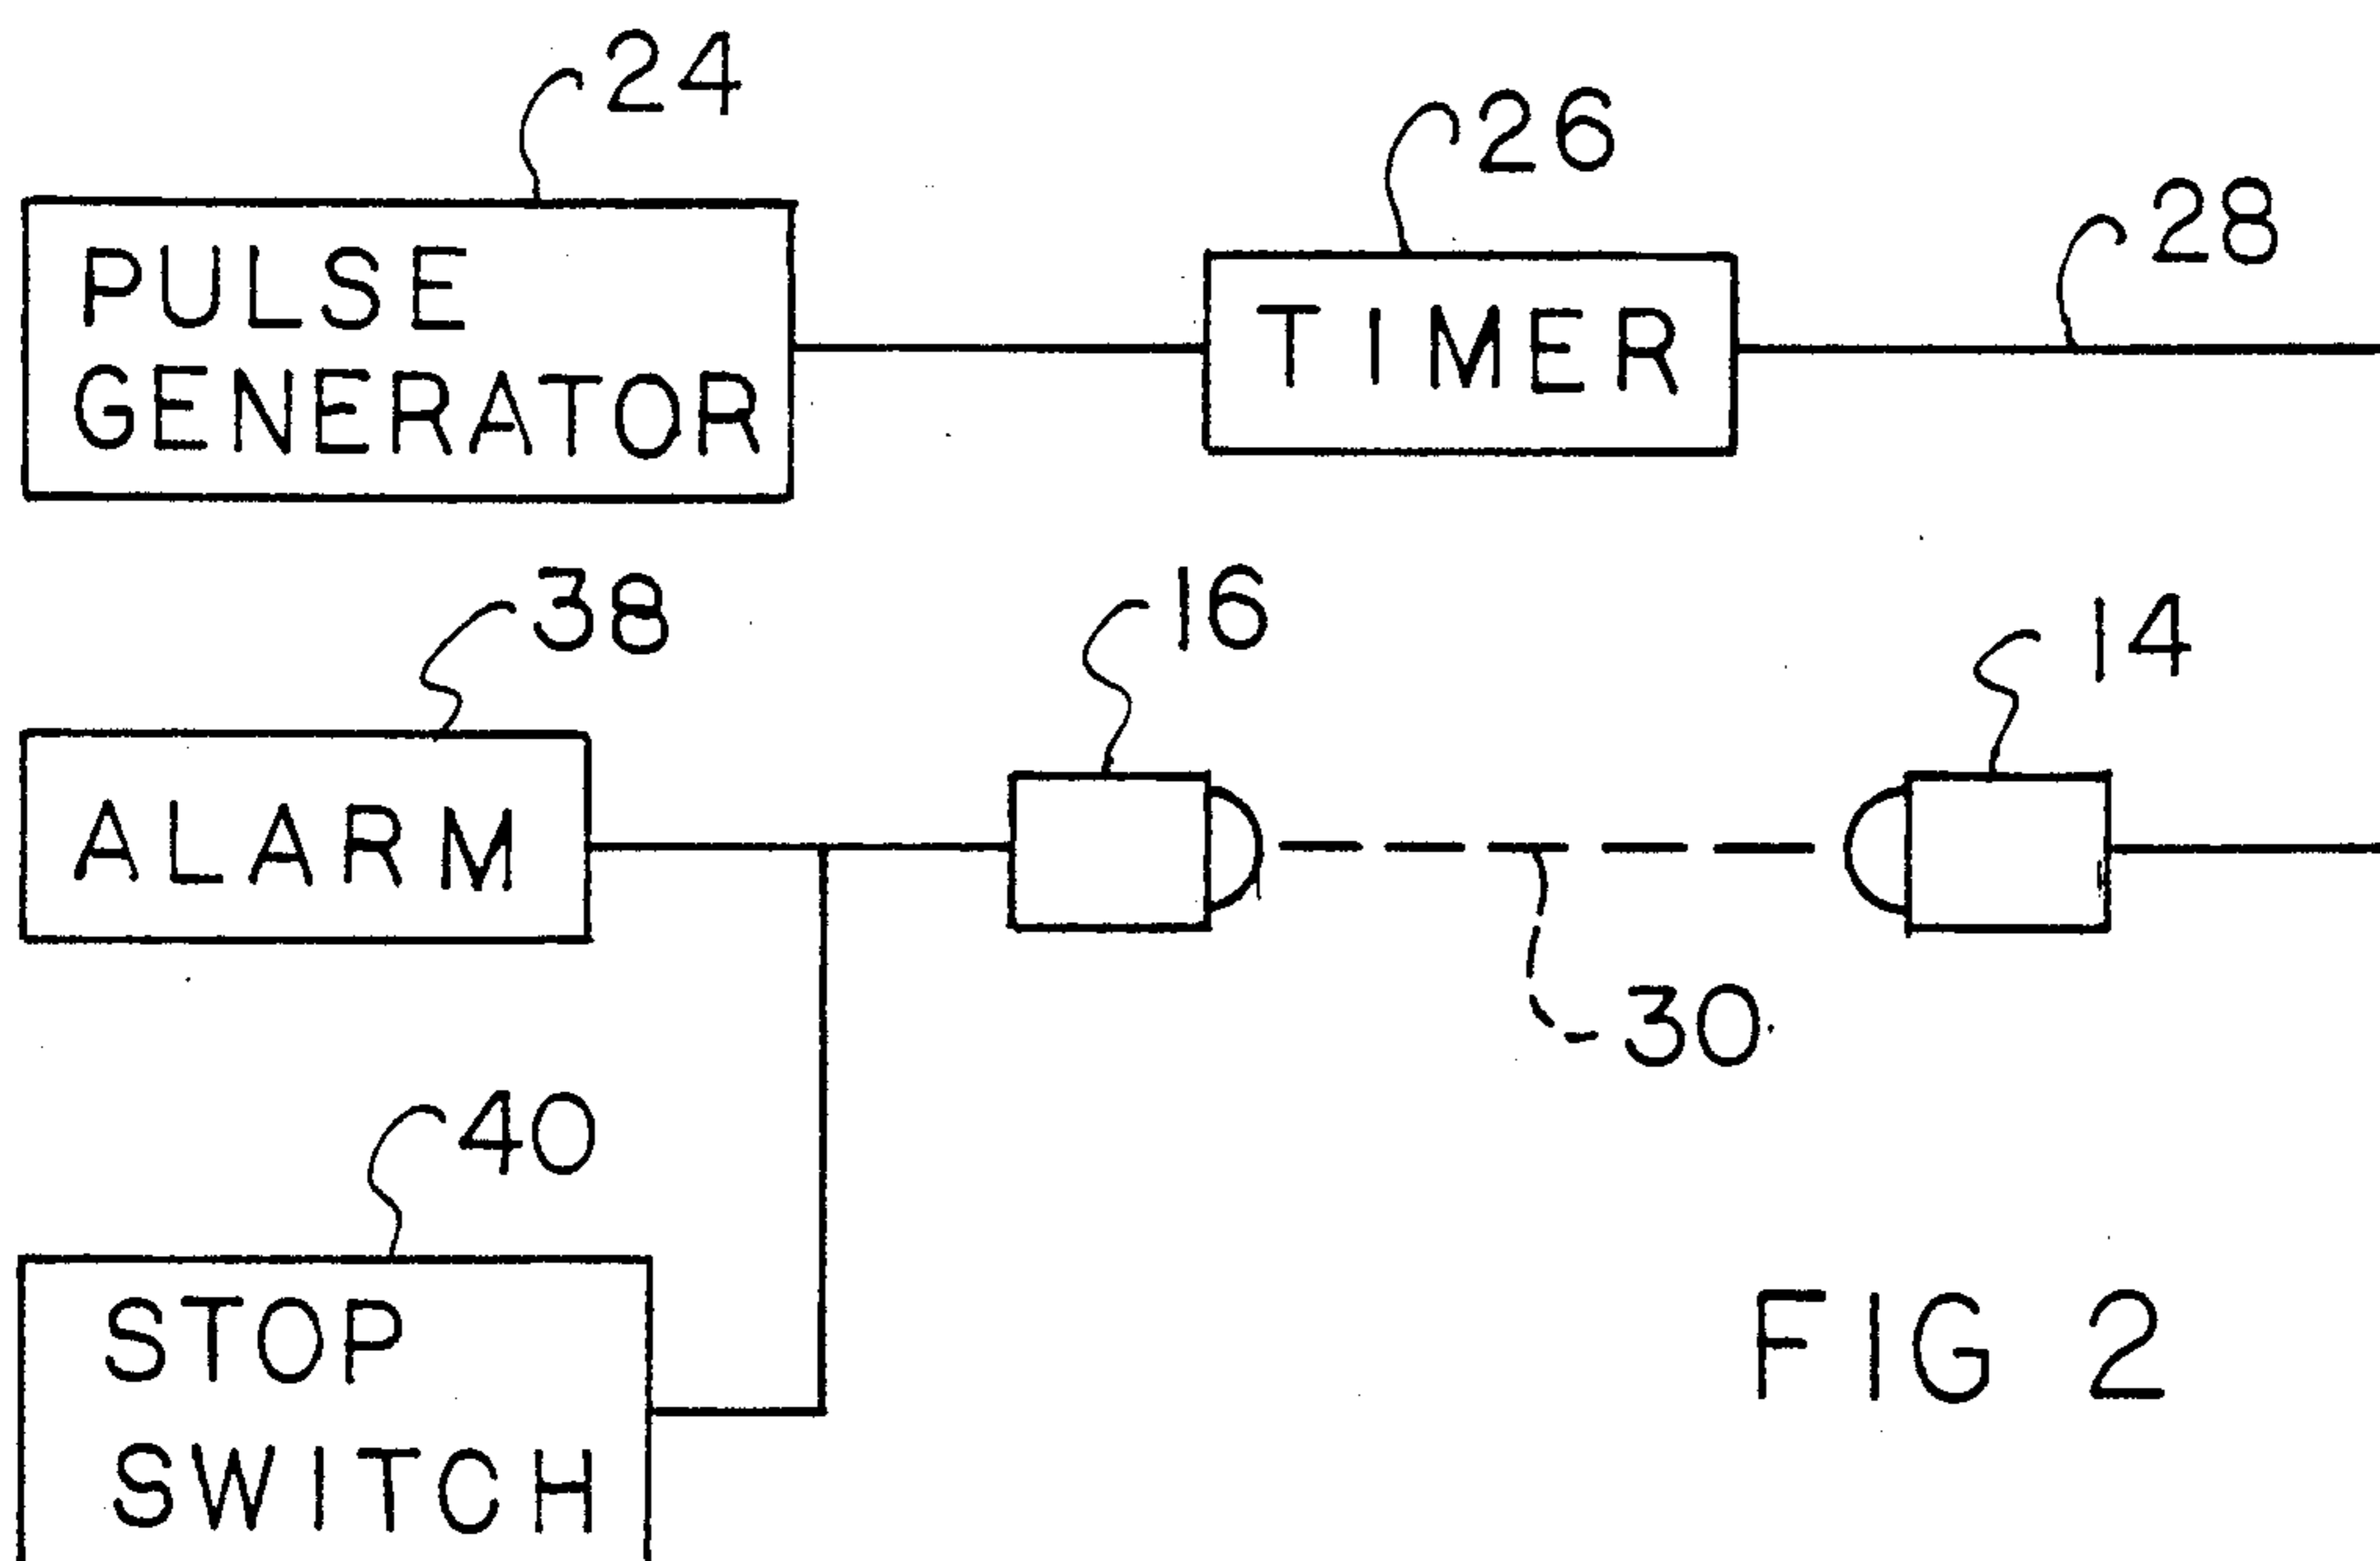 24
26
28
PULSE
GENERATOR
TIMER
38
16
14
ALARM
30
40
STOP
SWITCH
FIG 2